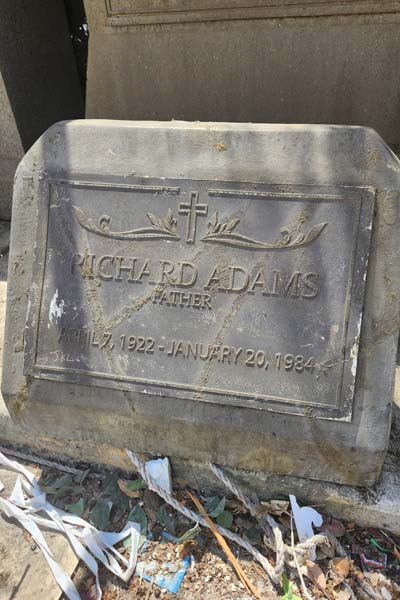 RICHARD ADAMS
FATHER
APRIL 7, 1922 - JANUARY 20, 1984